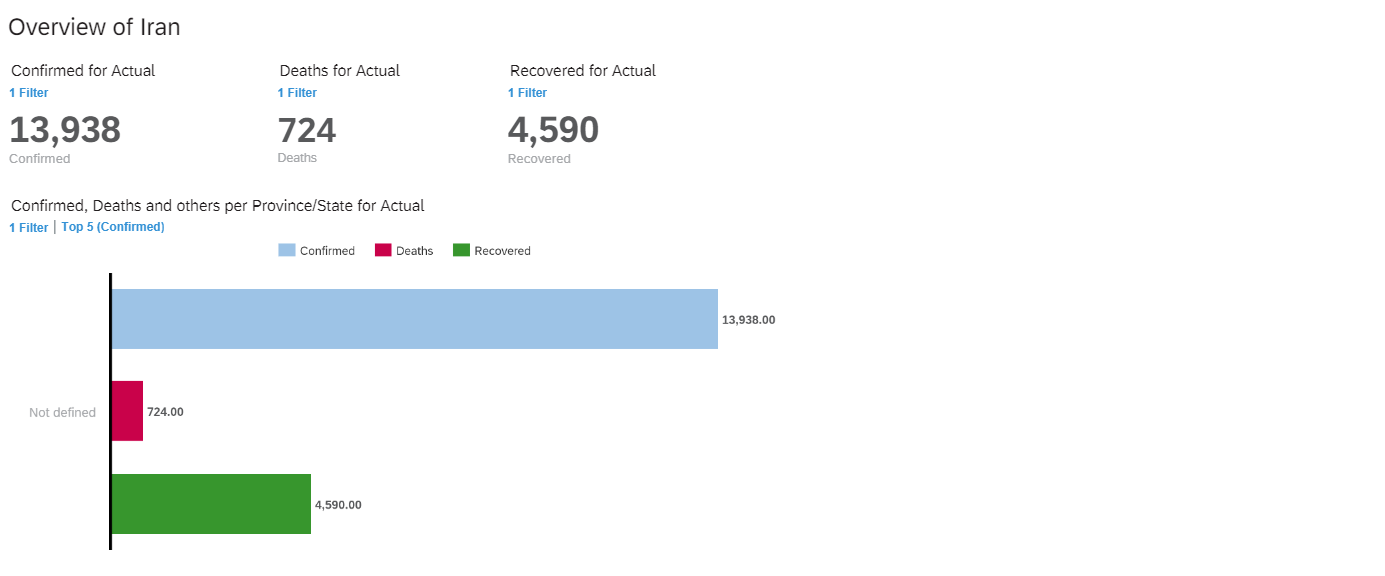 Overview of Iran
Confirmed for Actual
1 Filter
13,938
Confirmed
Deaths for Actual
1 Filter
724
Deaths
Recovered for Actual
1 Filter
4,590
Recovered
Confirmed, Deaths and others per Province/State for Actual
1 Filter | Top 5 (Confirmed)
Confirmed Deaths Recovered
13,938.00
Not defined 724.00
4,590.00